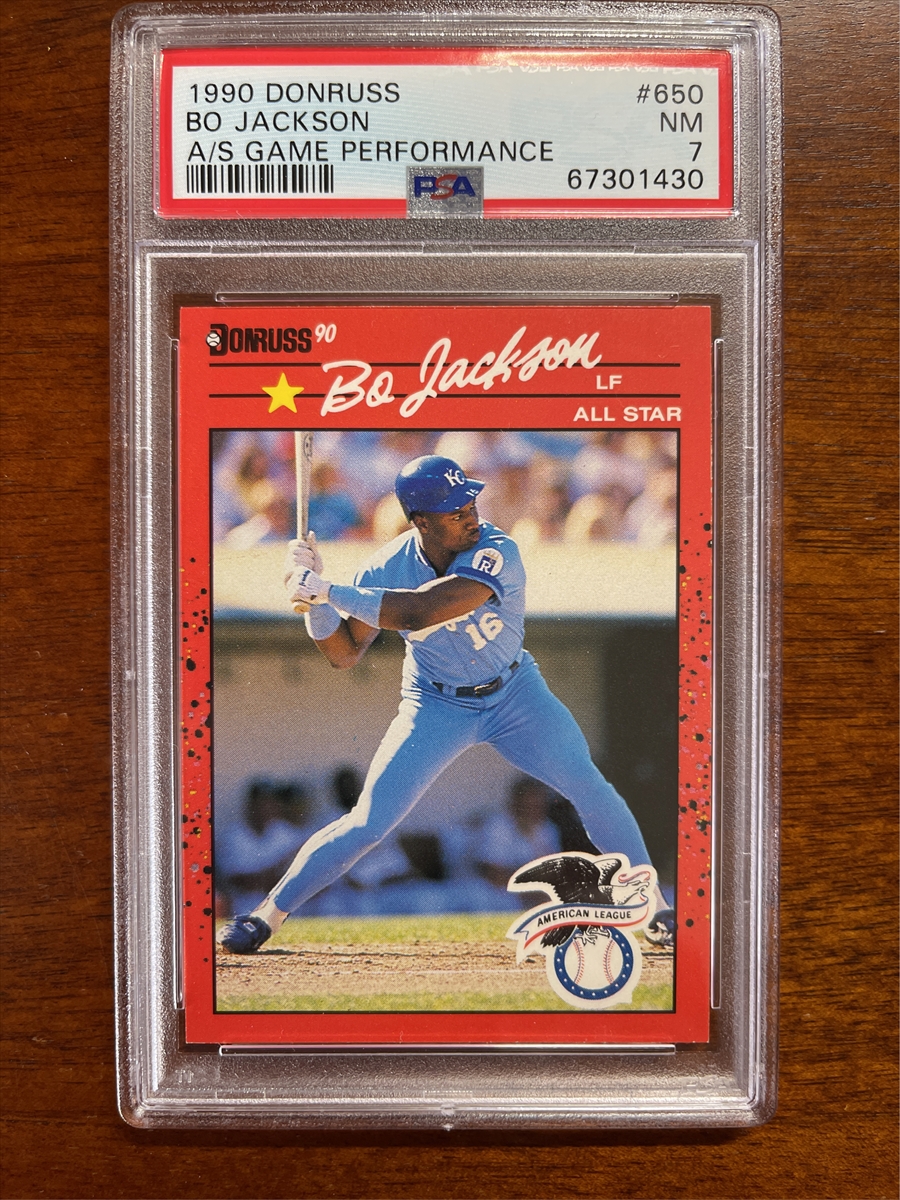 1990 DONRUSS #650
BO JACKSON NM
A/S GAME PERFORMANCE 7
PSA 67301430
DONRUSS 90
Bo Jackson
LF
ALL STAR
KC
R
16
AMERICAN LEAGUE